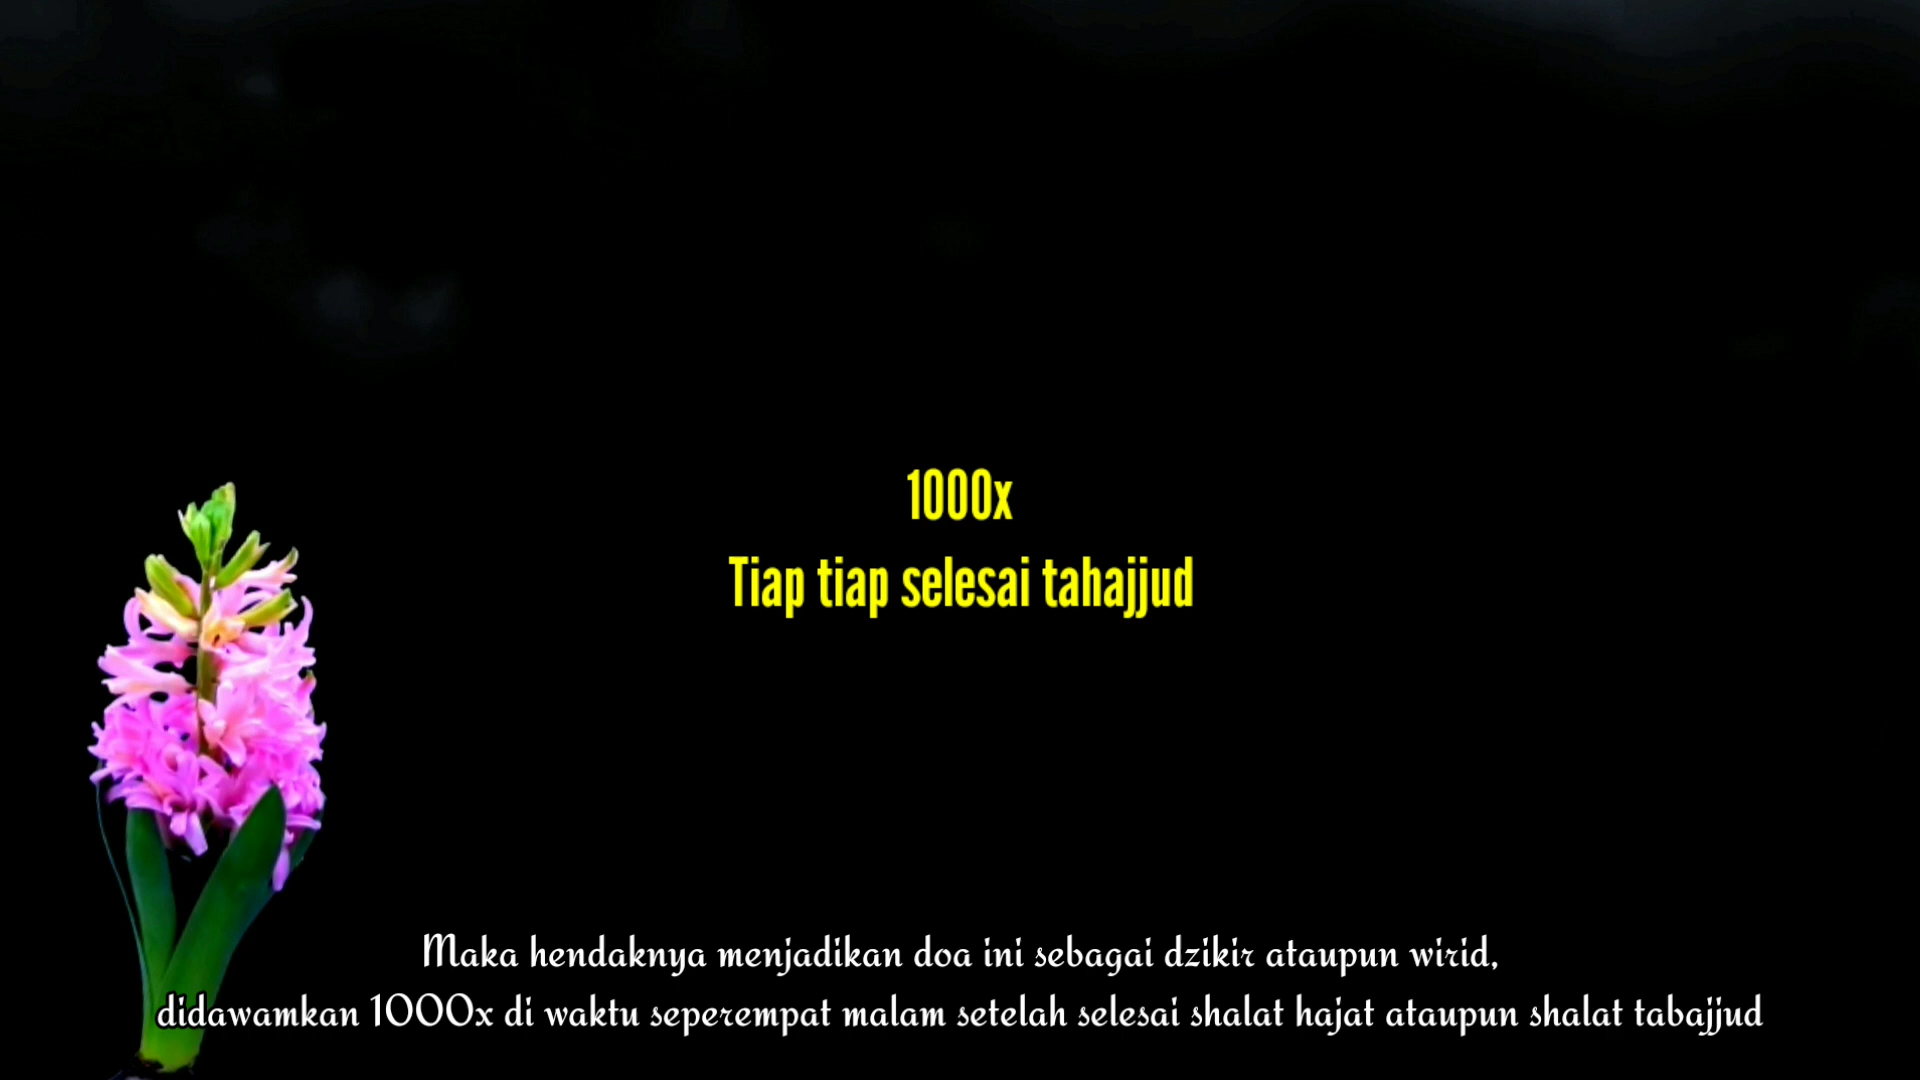 1000x
Tiap tiap selesai tahajjud
Maka hendaknya menjadikan doa ini sebagai dzikir ataupun wirid,
didawamkan 1000x di waktu seperempat malam setelah selesai shalat hajat ataupun shalat tabajjud